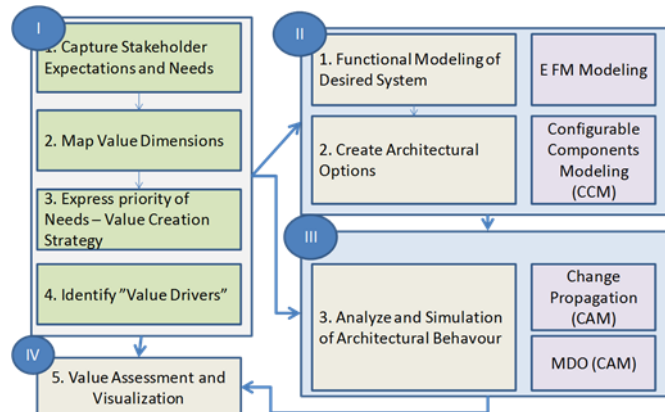 I
1. Capture Stakeholder
Expectations and Needs
2. Map Value Dimensions
3. Express priority of
Needs – Value Creation
Strategy
4. Identify "Value Drivers"
II
1. Functional Modeling of
Desired System
E FM Modeling
2. Create Architectural
Options
Configurable
Components
Modeling
(CCM)
III
3. Analyze and Simulation
of Architectural Behavour
Change
Propagation
(CAM)
MDO (CAM)
IV
5. Value Assessment and
Visualization